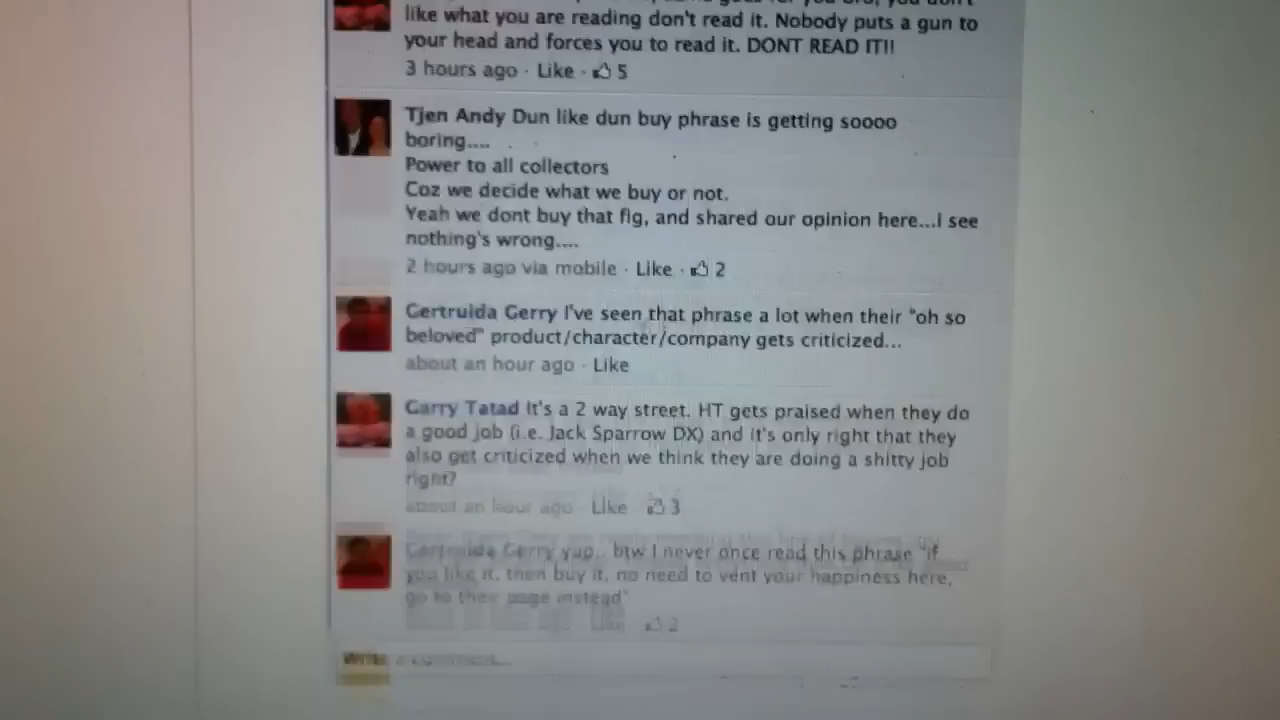 like what you are reading don't read it. Nobody puts a gun to
your head and forces you to read it. DONT READ IT!!
3 hours ago · Like · 5
Tjen Andy Dun like dun buy phrase is getting soooo
boring....
Power to all collectors
Coz we decide what we buy or not.
Yeah we dont buy that fig, and shared our opinion here...I see
nothing's wrong....
2 hours ago via mobile · Like · 2
Gertruida Gerry I've seen that phrase a lot when their "oh so
beloved" product/character/company gets criticized...
about an hour ago · Like
Garry Tatad It's a 2 way street. HT gets praised when they do
a good job (i.e. Jack Sparrow DX) and it's only right that they
also get criticized when we think they are doing a shitty job
right?
about an hour ago · Like 3
Gertruida Gerry yup.. btw I never once read this phrase "if
you like it, then buy it, no need to vent your happiness here,
go to their page instead"
Like 2
Write a comment...